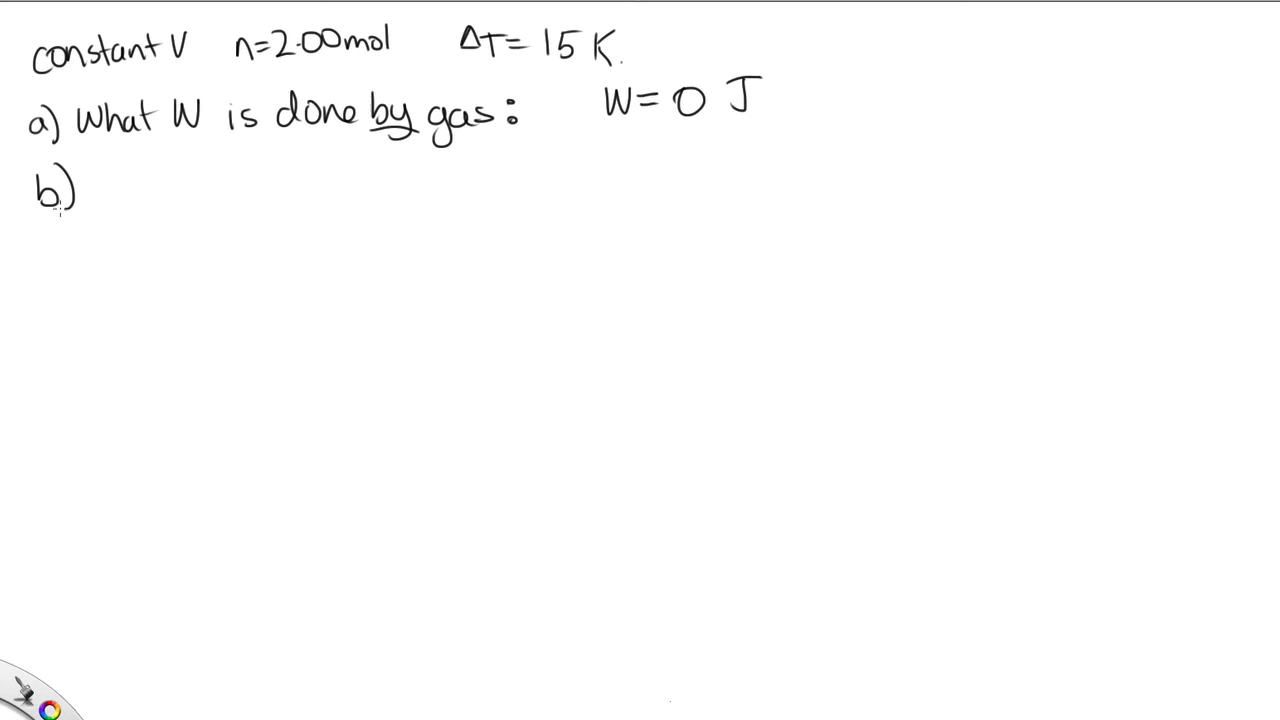 constant V n=2.00mol ΔT= 15 K.
a) What W is done by gas: W= 0 J
b)